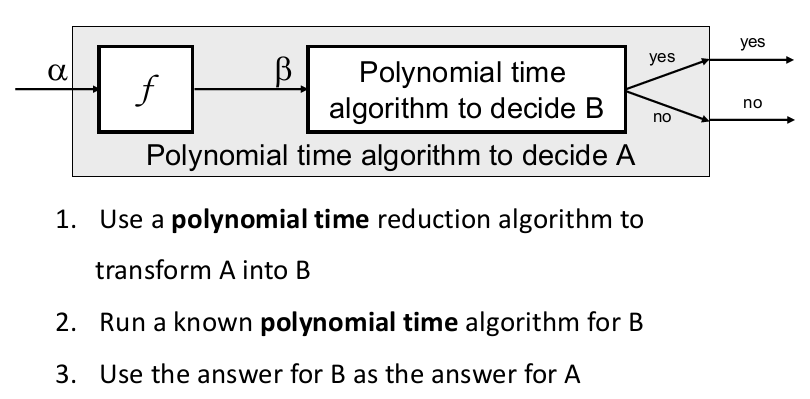 α
f
β
Polynomial time
algorithm to decide B
yes
no
yes
no
Polynomial time algorithm to decide A
1. Use a polynomial time reduction algorithm to
transform A into B
2. Run a known polynomial time algorithm for B
3. Use the answer for B as the answer for A